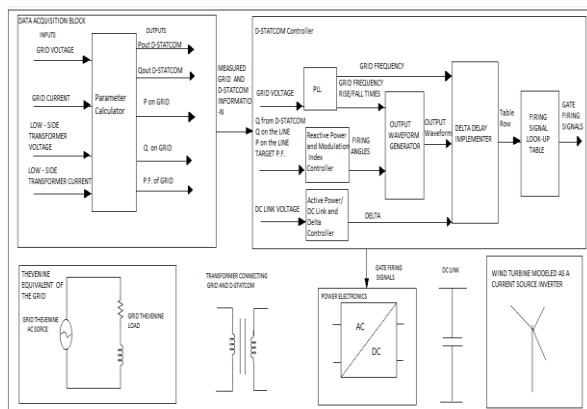 DATA ACQUISITION BLOCK
INPUTS
OUTPUTS
GRID VOLTAGE
GRID CURRENT
LOW - SIDE
TRANSFORMER
VOLTAGE
LOW - SIDE
TRANSFORMER CURRENT
Parameter
Calculator
Pput D-STATCOM
Qout D-STATCOM
P on GRID
Q on GRID
P.F. of GRID
MEASURED
GRID AND
D-STATCOM
INFORMATIO
-N
D-STATCOM Controller
GRID VOLTAGE
PLL
GRID FREQUENCY
GRID FREQUENCY
RISE/FALL TIMES
Q from D-STATCOM
Q on the LINE
P on the LINE
TARGET P.F.
Reactive Power
and Modulation
Index
Controller
FIRING
ANGLES
OUTPUT
WAVEFORM
GENERATOR
OUTPUT
Waveform
DC LINK VOLTAGE
Active Power/
DC Link and
Delta
Controller
DELTA
DELTA DELAY
IMPLEMENTER
Table
Row
FIRING
SIGNAL
LOOK-UP
TABLE
GATE
FIRING
SIGNALS
THEVENINE
EQUIVALENT OF
THE GRID
GRID THEVENINE
AC SORCE
GRID THEVENINE
LOAD
TRANSFORMER CONNECTING
GRID AND D-STATCOM
GATE FIRING
SIGNALS
POWER ELECTRONICS
AC
DC
DC LINK
WIND TURBINE MODELED AS A
CURRENT SOURCE INVERTER